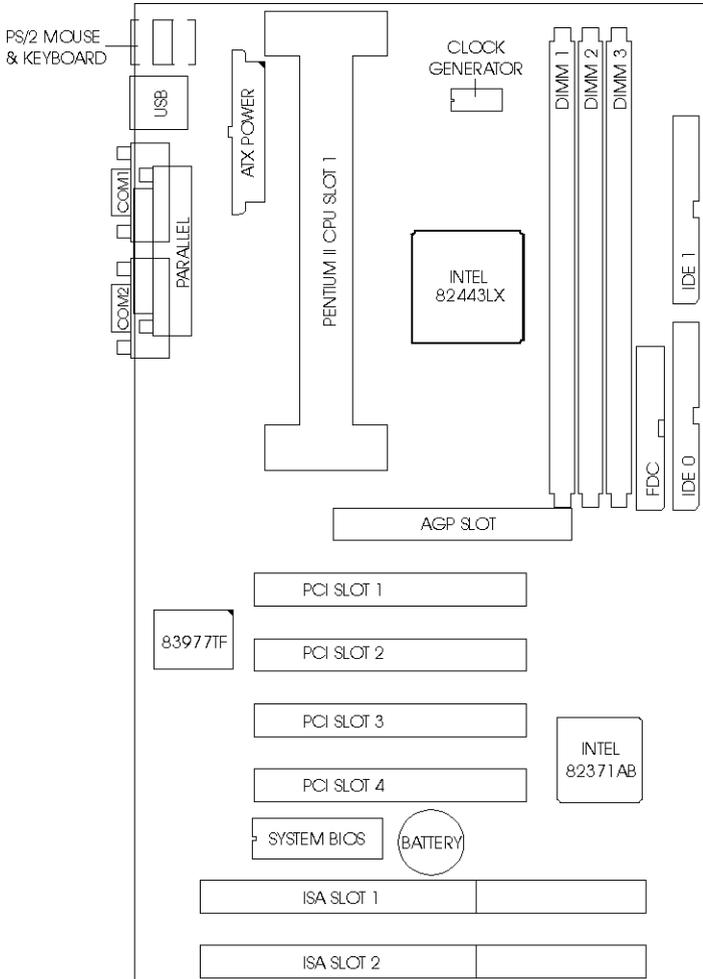 PS/2 MOUSE
& KEYBOARD
USB
ATX POWER
COM1
PARALLEL
COM2
PENTIUM II CPU SLOT 1
CLOCK
GENERATOR
INTEL
82443LX
DIMM 1
DIMM 2
DIMM 3
IDE 1
FDC
IDE 0
AGP SLOT
PCI SLOT 1
83977TF
PCI SLOT 2
PCI SLOT 3
INTEL
82371AB
PCI SLOT 4
SYSTEM BIOS
BATTERY
ISA SLOT 1
ISA SLOT 2